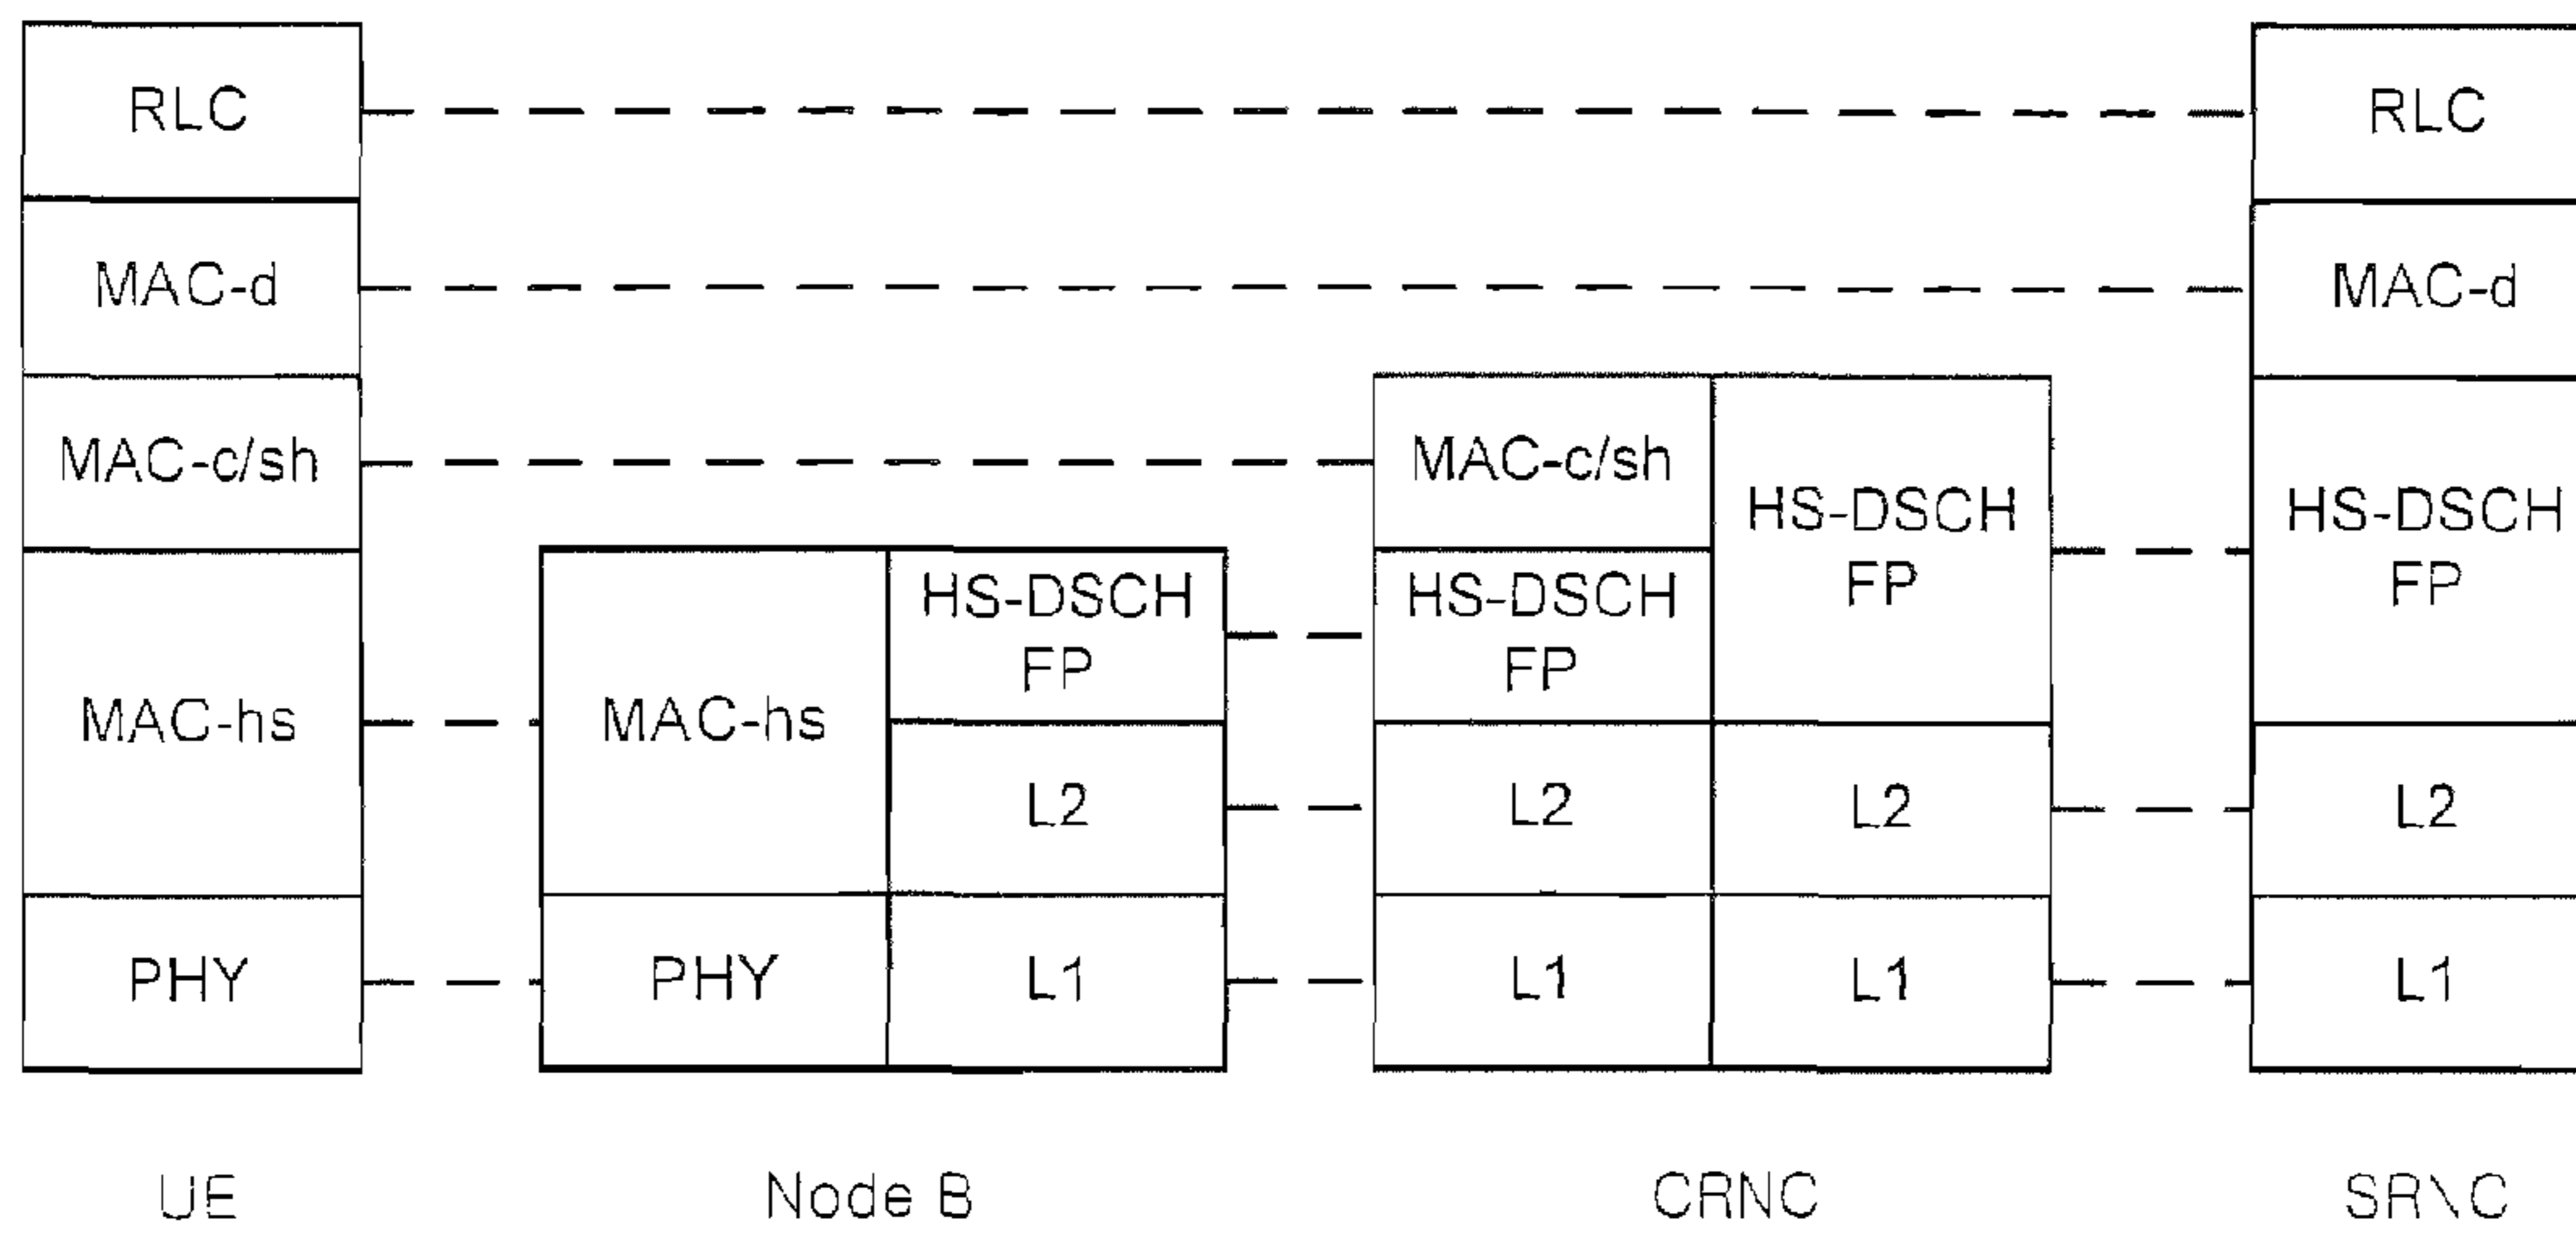 RLC
RLC
MAC-d
MAC-d
MAC-c/sh
MAC-c/sh
HS-DSCH
FP
HS-DSCH
FP
MAC-hs
MAC-hs
HS-DSCH
FP
HS-DSCH
FP
L2
L2
L2
L2
PHY
PHY
L1
L1
L1
L1
UE
Node B
CRNC
SRNC